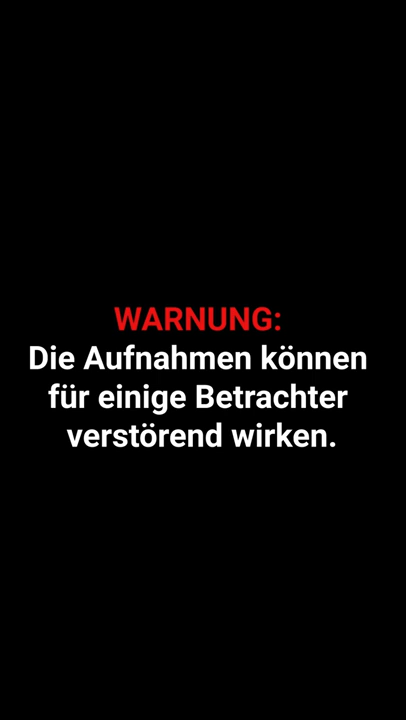 WARNUNG:
Die Aufnahmen können
für einige Betrachter
verstörend wirken.